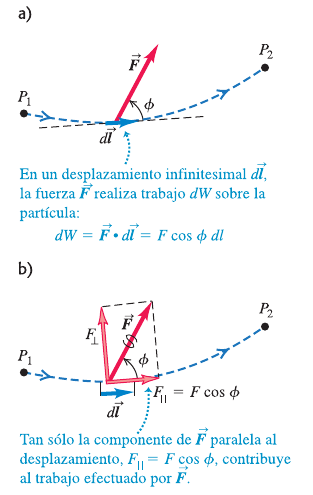 a)
P₂
F⃗
P₁
ϕ
dl⃗
En un desplazamiento infinitesimal dl⃗,
la fuerza F⃗ realiza trabajo dW sobre la
partícula:
dW = F⃗ • dl⃗ = F cos ϕ dl
b)
P₂
F⊥
F⃗
P₁
ϕ
F|| = F cos ϕ
dl⃗
Tan sólo la componente de F⃗ paralela al
desplazamiento, F|| = F cos ϕ, contribuye
al trabajo efectuado por F⃗.